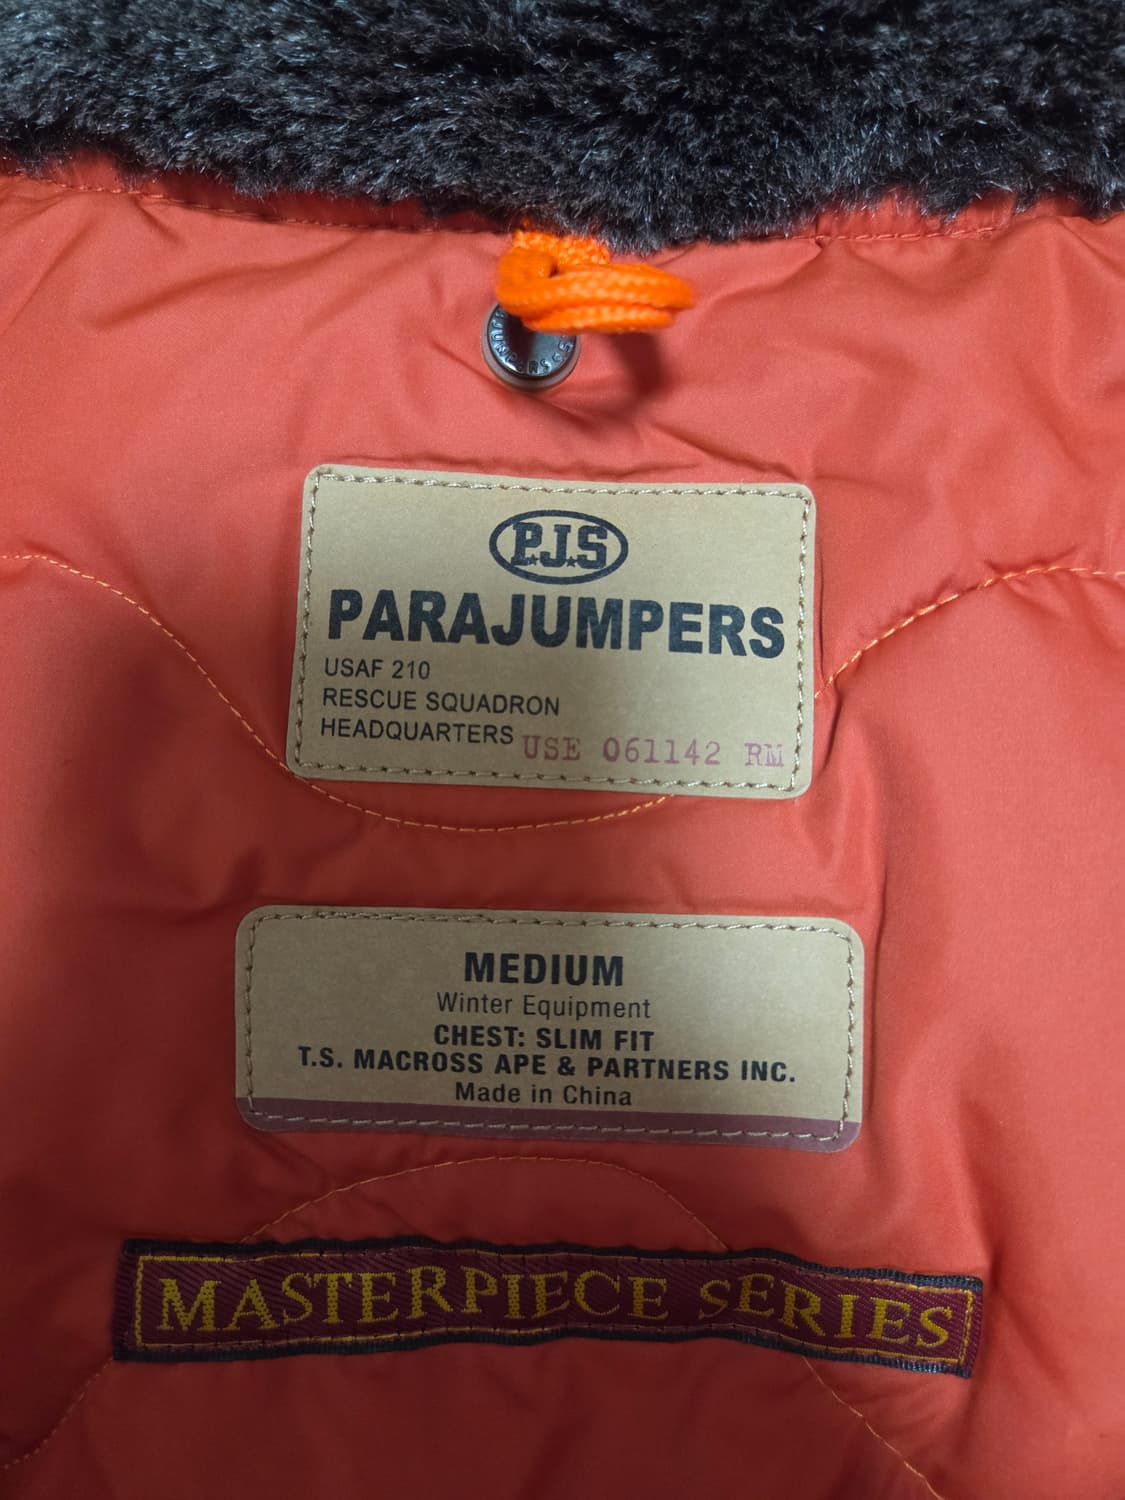 P.J.S
PARAJUMPERS
USAF 210
RESCUE SQUADRON
HEADQUARTERS USE 061142 RM
MEDIUM
Winter Equipment
CHEST: SLIM FIT
T.S. MACROSS APE & PARTNERS INC.
Made in China
MASTERPIECE SERIES